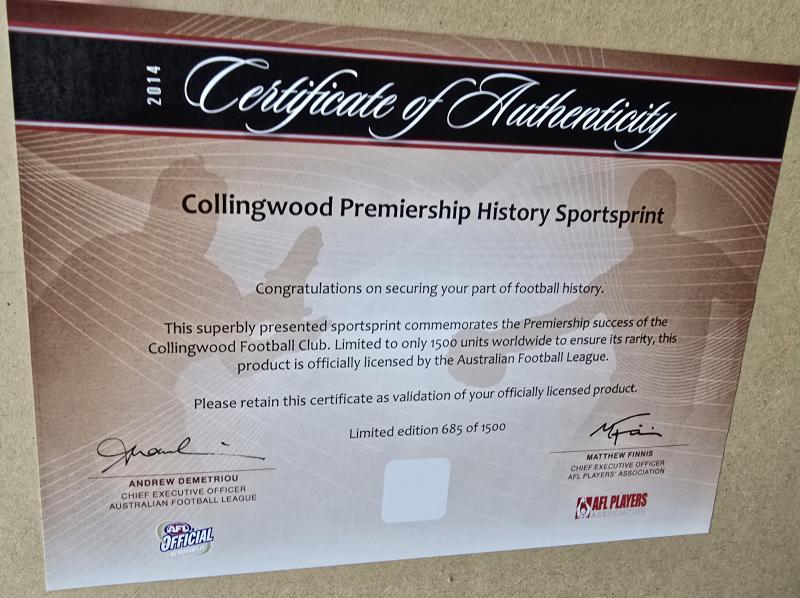 2014
Certificate of Authenticity
Collingwood Premiership History Sportsprint
Congratulations on securing your part of football history.
This superbly presented sportsprint commemorates the Premiership success of the
Collingwood Football Club. Limited to only 1500 units worldwide to ensure its rarity, this
product is officially licensed by the Australian Football League.
Please retain this certificate as validation of your officially licensed product.
Limited edition 685 of 1500
ANDREW DEMETRIOU
CHIEF EXECUTIVE OFFICER
AUSTRALIAN FOOTBALL LEAGUE
MATTHEW FINNIS
CHIEF EXECUTIVE OFFICER
AFL PLAYERS' ASSOCIATION
AFL
OFFICIAL
MEMORABILIA
AFL PLAYERS
ASSOCIATION